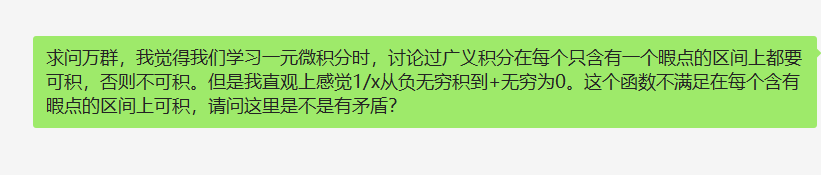 求问万群，我觉得我们学习一元微积分时，讨论过广义积分在每个只含有一个暇点的区间上都要
可积，否则不可积。但是我直观上感觉1/x从负无穷积到+无穷为0。这个函数不满足在每个含有
暇点的区间上可积，请问这里是不是有矛盾？